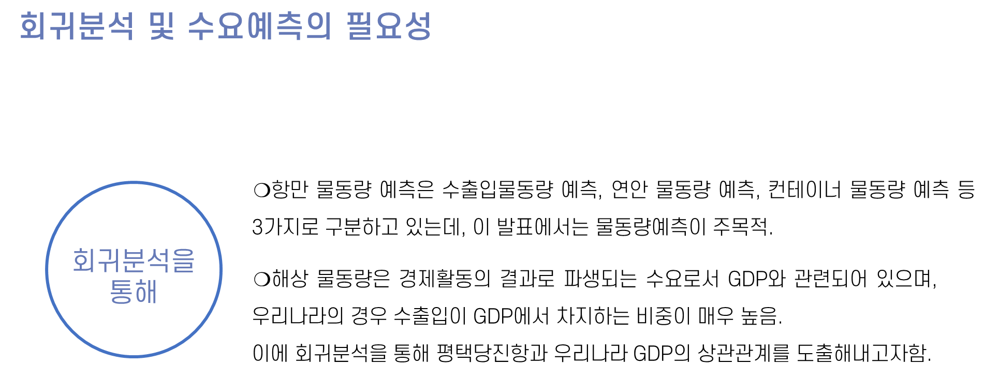 회귀분석 및 수요예측의 필요성
회귀분석을
통해
❍항만 물동량 예측은 수출입물동량 예측, 연안 물동량 예측, 컨데이너 물동량 예측 등
3가지로 구분하고 있는데, 이 발표에서는 물동량예측이 주목적.
❍해상 물동량은 경제활동의 결과로 파생되는 수요로서 GDP와 관련되어 있으며,
우리나라의 경우 수출입이 GDP에서 차지하는 비중이 매우 높음.
이에 회귀분석을 통해 평택당진항과 우리나라 GDP의 상관관계를 도출해내고자함.